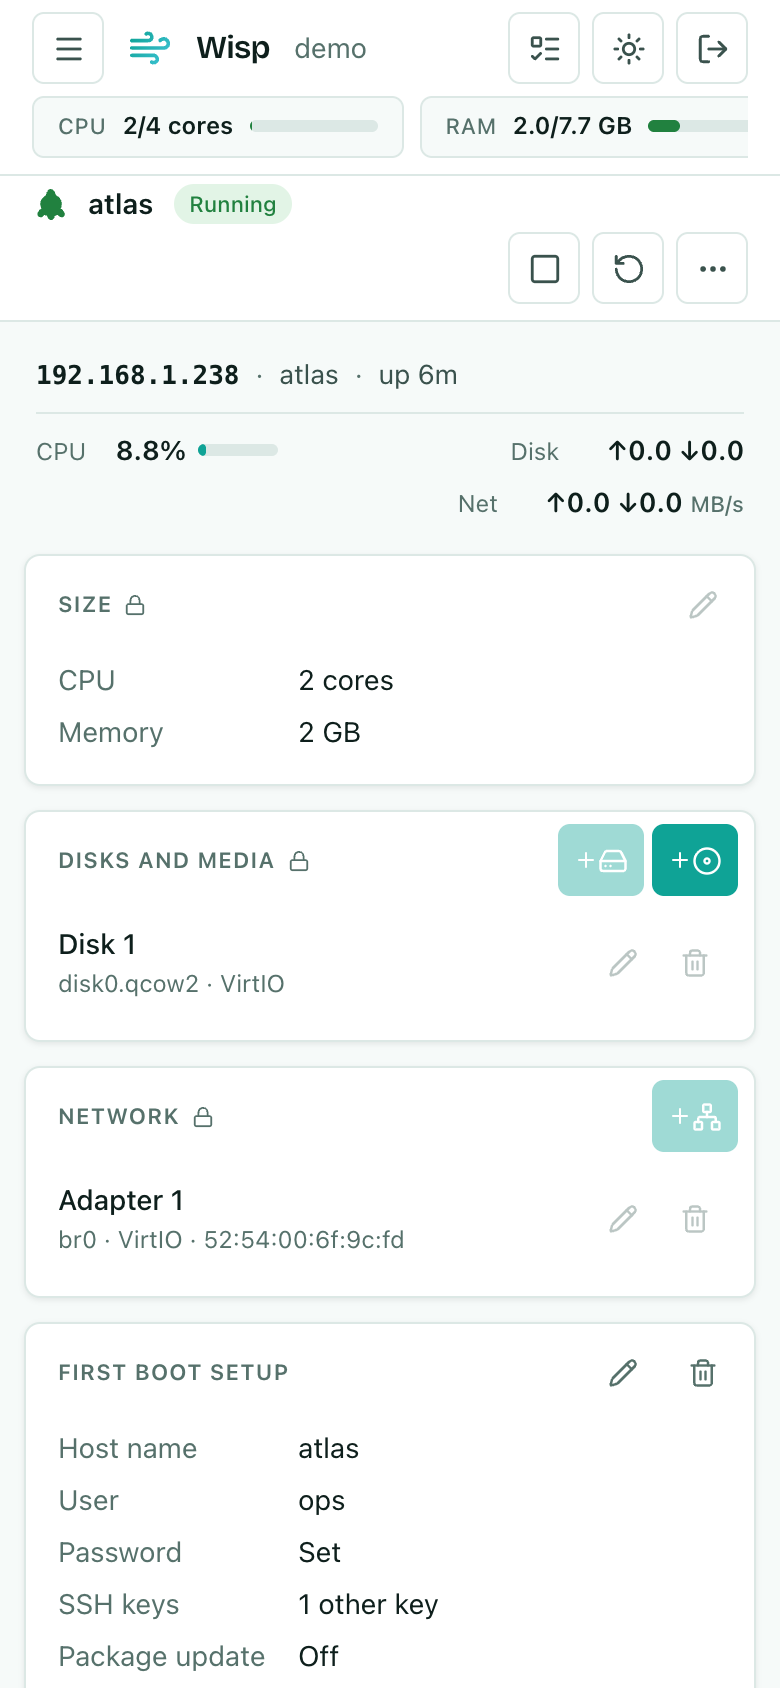 Wisp demo
CPU 2/4 cores RAM 2.0/7.7 GB
atlas Running
192.168.1.238 · atlas · up 6m
CPU 8.8% Disk ↑0.0 ↓0.0
Net ↑0.0 ↓0.0 MB/s
SIZE
CPU 2 cores
Memory 2 GB
DISKS AND MEDIA
Disk 1
disk0.qcow2 · VirtIO
NETWORK
Adapter 1
br0 · VirtIO · 52:54:00:6f:9c:fd
FIRST BOOT SETUP
Host name atlas
User ops
Password Set
SSH keys 1 other key
Package update Off